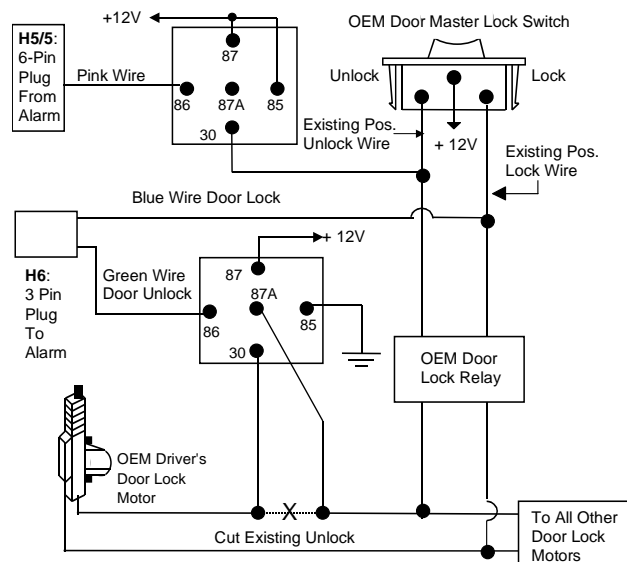 OEM Door Master Lock Switch
+12V
H5/5:
6-Pin
Plug
From
Alarm
Pink Wire
87
86
87A
85
30
Unlock
Lock
+ 12V
Existing Pos.
Unlock Wire
Existing Pos.
Lock Wire
Blue Wire Door Lock
+ 12V
H6:
3 Pin
Plug
To
Alarm
Green Wire
Door Unlock
87
87A
86
85
30
OEM Door
Lock Relay
OEM Driver's
Door Lock
Motor
X
Cut Existing Unlock
To All Other
Door Lock
Motors